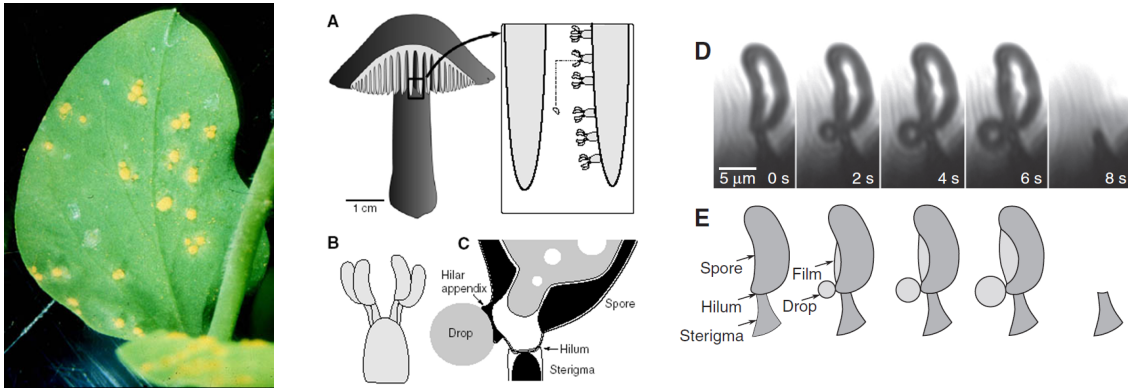 A
1 cm
B
C
Hilar
appendix
Drop
Spore
Hilum
Sterigma
D
5 μm
0 s
2 s
4 s
6 s
8 s
E
Spore
Film
Hilum
Drop
Sterigma